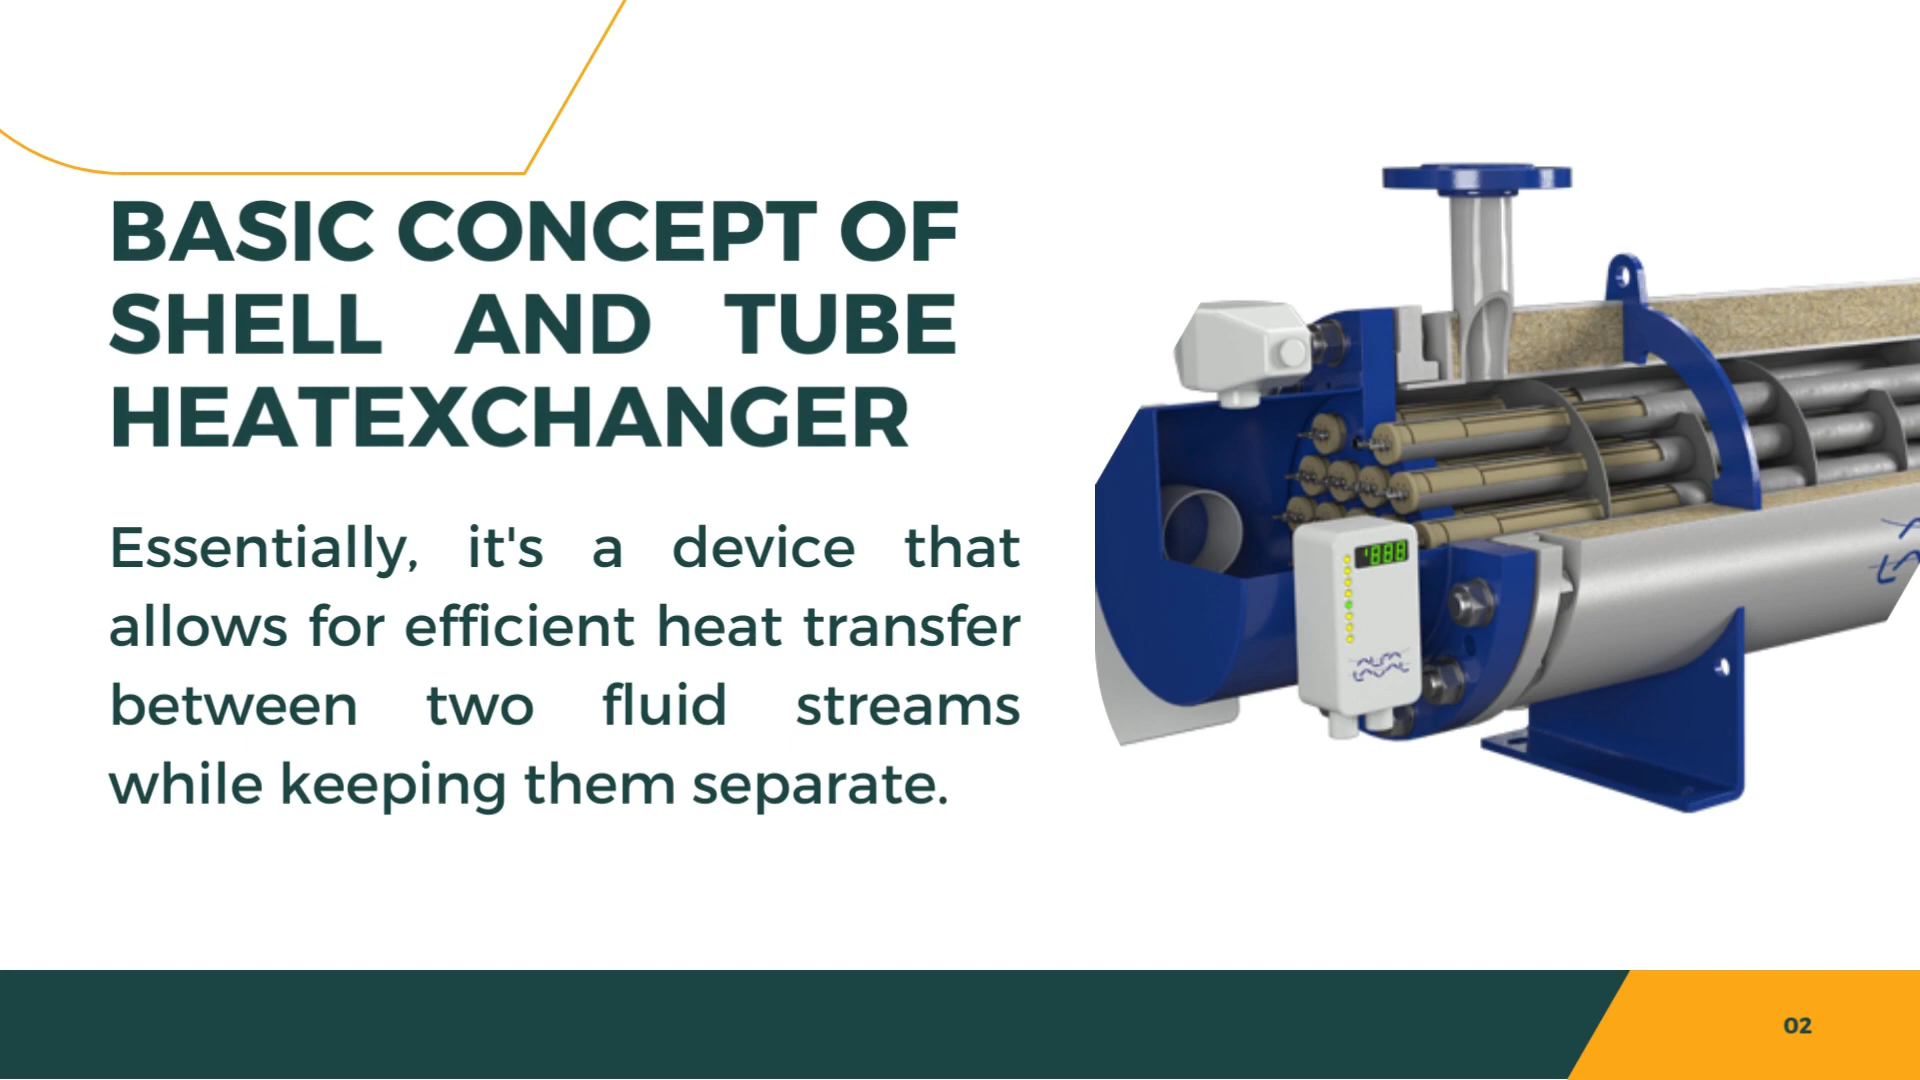 BASIC CONCEPT OF
SHELL AND TUBE
HEATEXCHANGER
Essentially, it's a device that
allows for efficient heat transfer
between two fluid streams
while keeping them separate.
02